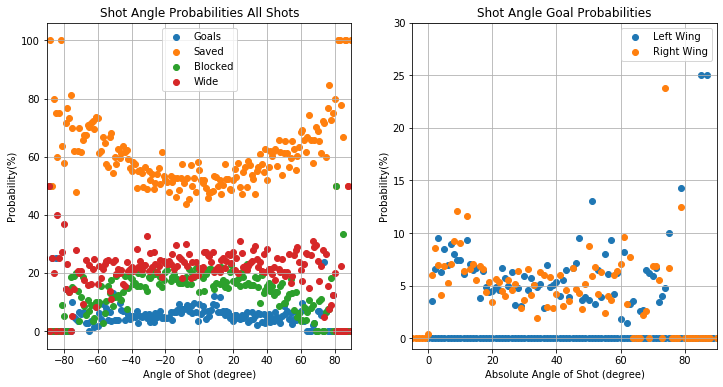 Shot Angle Probabilities All Shots
Probability(%)
100
80
60
40
20
0
Goals
Saved
Blocked
Wide
−80 −60 −40 −20 0 20 40 60 80
Angle of Shot (degree)
Shot Angle Goal Probabilities
Probability(%)
30
25
20
15
10
5
0
Left Wing
Right Wing
0 20 40 60 80
Absolute Angle of Shot (degree)